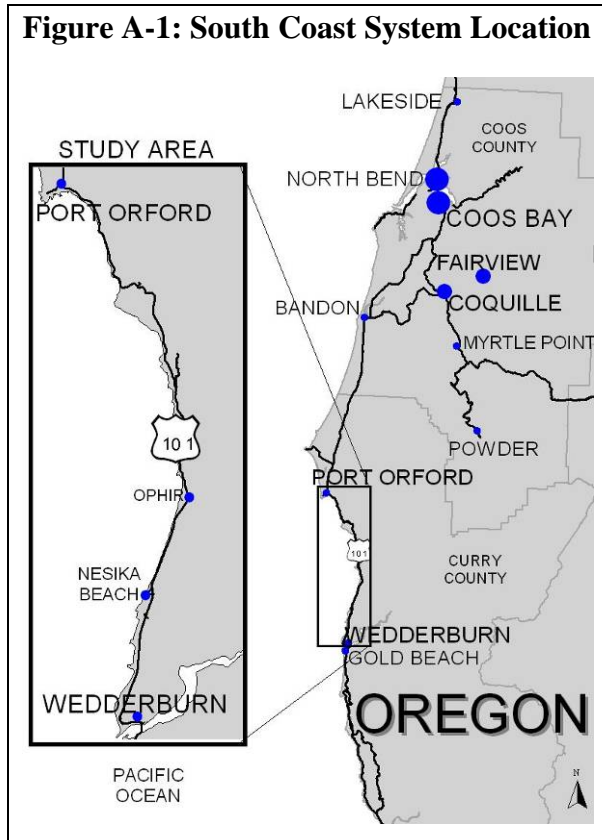 Figure A-1: South Coast System Location
LAKESIDE
COOS
COUNTY
STUDY AREA
NORTH BEND
PORT ORFORD
COOS BAY
FAIRVIEW
BANDON
COQUILLE
MYRTLE POINT
101
POWDER
PORT ORFORD
OPHIR
101
NESIKA
BEACH
CURRY
COUNTY
WEDDERBURN
GOLD BEACH
WEDDERBURN
OREGON
PACIFIC
OCEAN
N